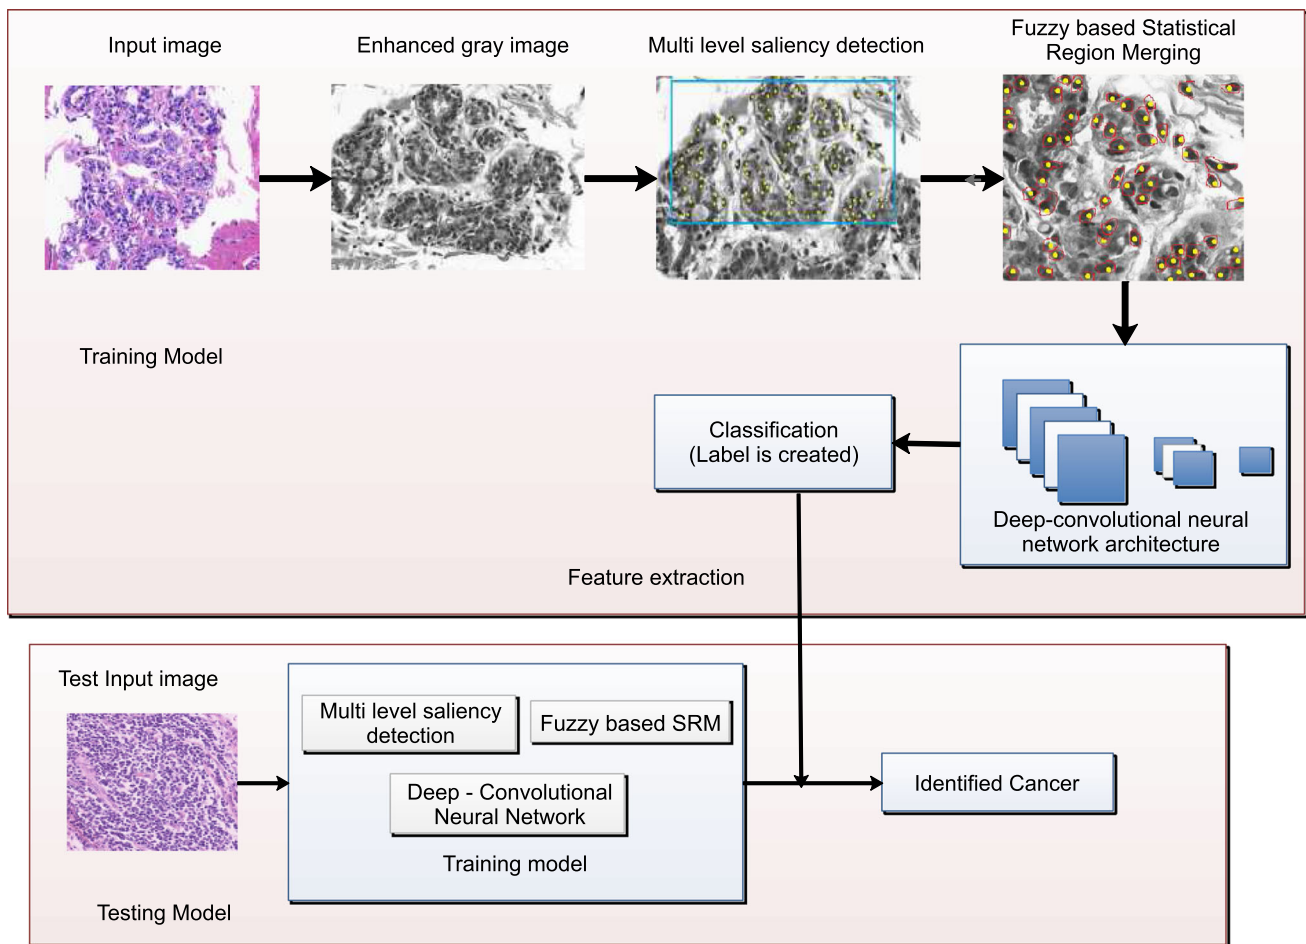 Input image
Enhanced gray image
Multi level saliency detection
Fuzzy based Statistical
Region Merging
Training Model
Classification
(Label is created)
Deep-convolutional neural
network architecture
Feature extraction
Test Input image
Multi level saliency
detection
Fuzzy based SRM
Deep - Convolutional
Neural Network
Training model
Identified Cancer
Testing Model